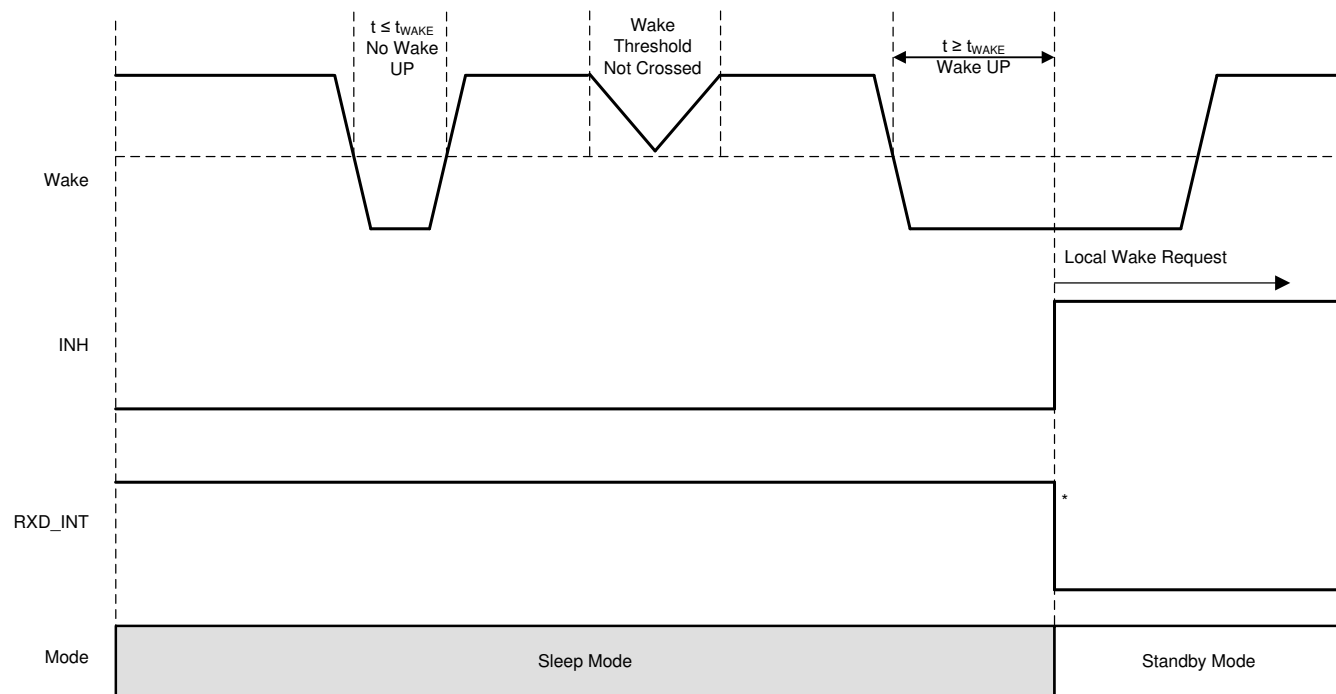 t ≤ tWAKE
No Wake
UP
Wake
Threshold
Not Crossed
t ≥ tWAKE
Wake UP
Wake
Local Wake Request
INH
RXD_INT
*
Mode
Sleep Mode
Standby Mode